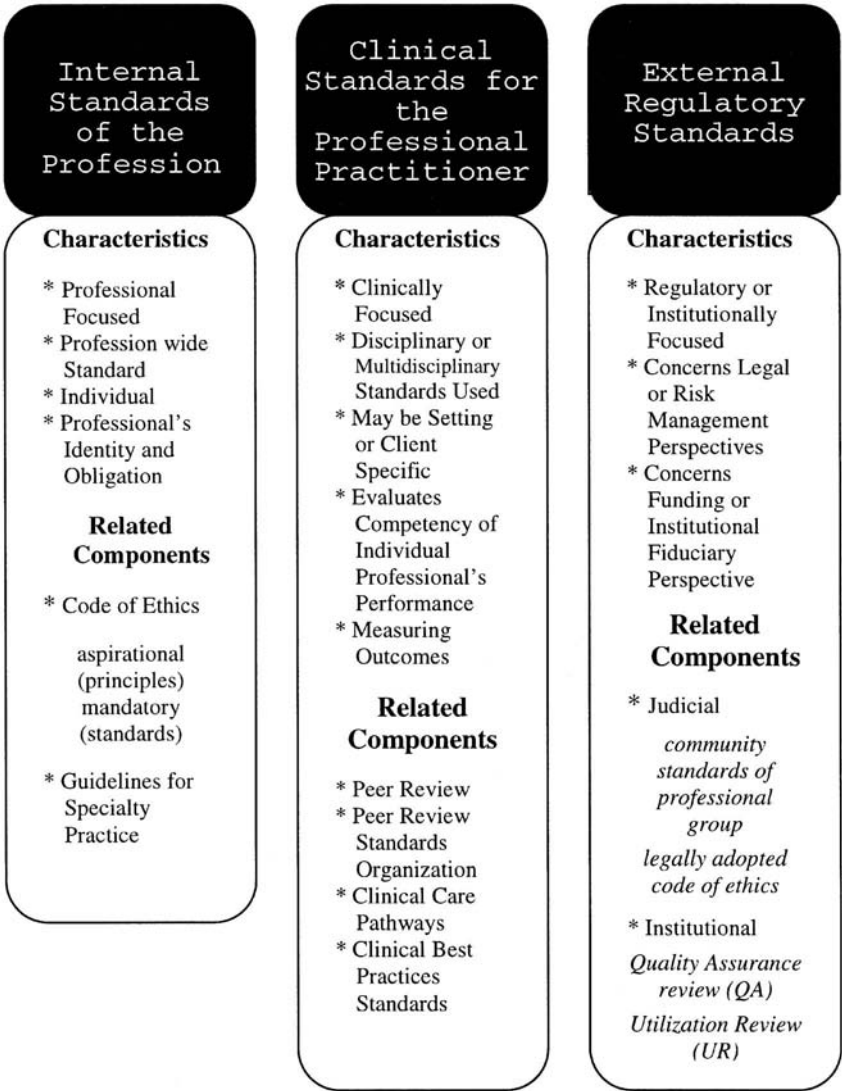 Internal
Standards
of the
Profession
Characteristics
* Professional
Focused
* Profession wide
Standard
* Individual
* Professional's
Identity and
Obligation
Related
Components
* Code of Ethics
aspirational
(principles)
mandatory
(standards)
* Guidelines for
Specialty
Practice
Clinical
Standards for
the
Professional
Practitioner
Characteristics
* Clinically
Focused
* Disciplinary or
Multidisciplinary
Standards Used
* May be Setting
or Client
Specific
* Evaluates
Competency of
Individual
Professional's
Performance
* Measuring
Outcomes
Related
Components
* Peer Review
* Peer Review
Standards
Organization
* Clinical Care
Pathways
* Clinical Best
Practices
Standards
External
Regulatory
Standards
Characteristics
* Regulatory or
Institutionally
Focused
* Concerns Legal
or Risk
Management
Perspectives
* Concerns
Funding or
Institutional
Fiduciary
Perspective
Related
Components
* Judicial
community
standards of
professional
group
legally adopted
code of ethics
* Institutional
Quality Assurance
review (QA)
Utilization Review
(UR)